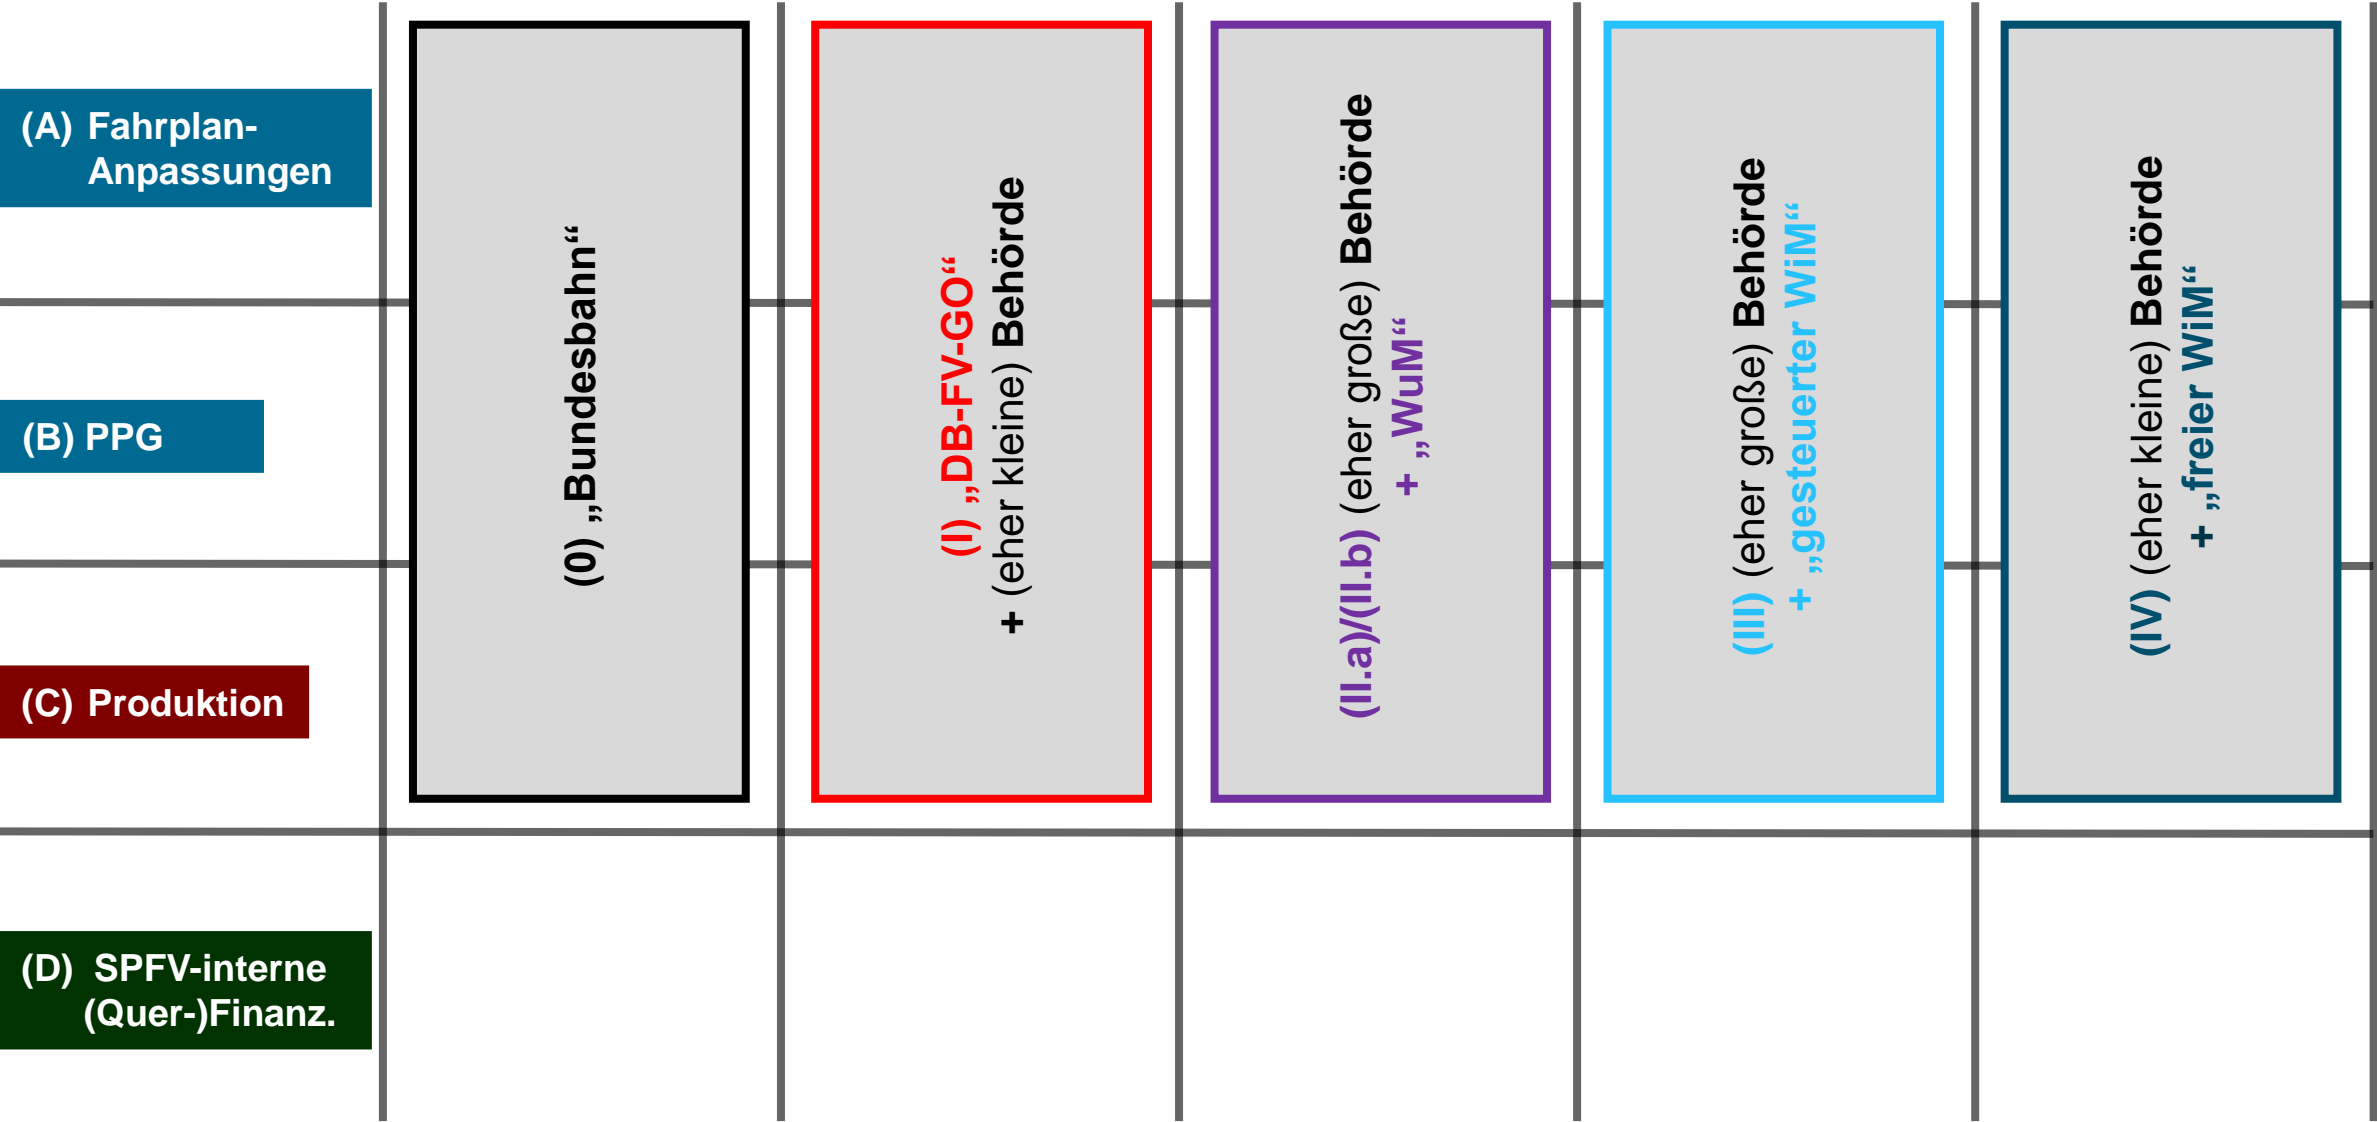 (A) Fahrplan-
Anpassungen
(B) PPG
(C) Produktion
(D) SPFV-interne
(Quer-)Finanz.
(0) „Bundesbahn“
(I) „DB-FV-GO“
+ (eher kleine) Behörde
(II.a)/(II.b) (eher große) Behörde
+ „WuM“
(III) (eher große) Behörde
+ „gesteuerter WiM“
(IV) (eher kleine) Behörde
+ „freier WiM“